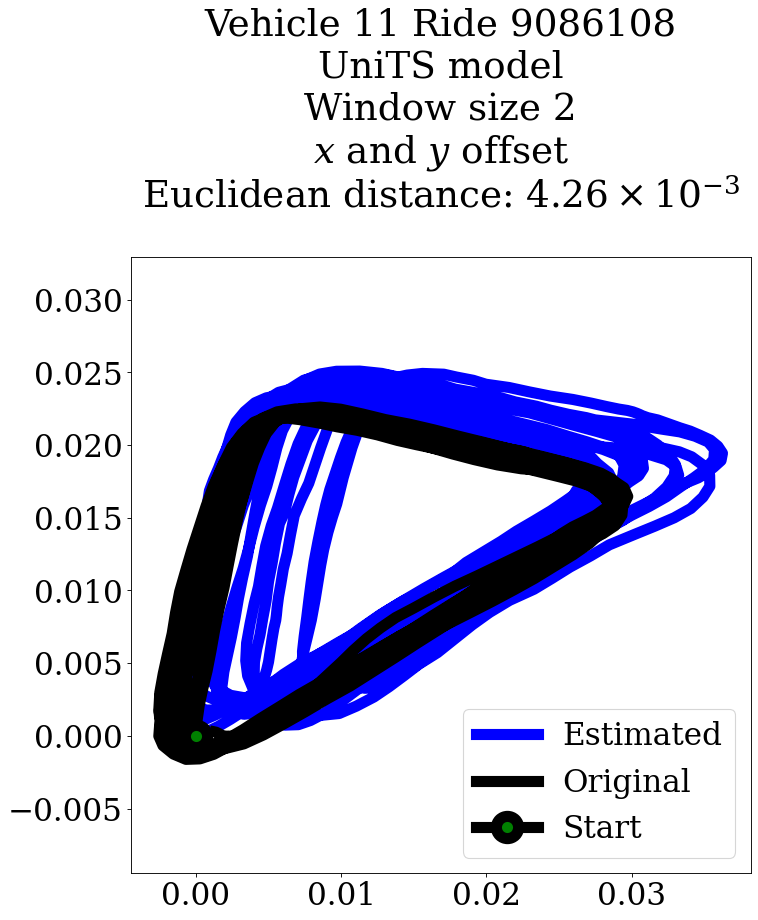 Vehicle 11 Ride 9086108
UniTS model
Window size 2
x and y offset
Euclidean distance: 4.26 × 10⁻³
0.030
0.025
0.020
0.015
0.010
0.005
0.000
−0.005
0.00 0.01 0.02 0.03
Estimated
Original
Start